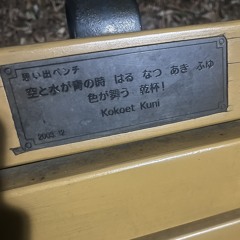 思い出ベンチ
空と水が青の時 はる なつ あき ふゆ
色が舞う 乾杯!
Kokoet Kuni